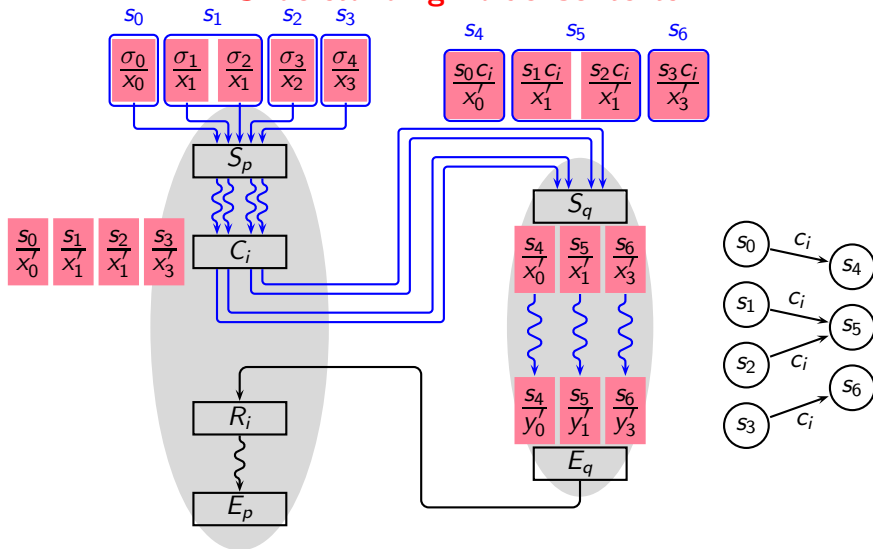 s0 s1 s2 s3 s4 s5 s6
σ0/x0 σ1/x1 σ2/x1 σ3/x2 σ4/x3
s0ci/x′0 s1ci/x′1 s2ci/x′1 s3ci/x′3
Sp
Sq
s0/x′0 s1/x′1 s2/x′1 s3/x′3
Ci
s4/x′0 s5/x′1 s6/x′3
s0 ci s4
s1 ci s5
s2 ci
s3 ci s6
Ri
s4/y′0 s5/y′1 s6/y′3
Eq
Ep